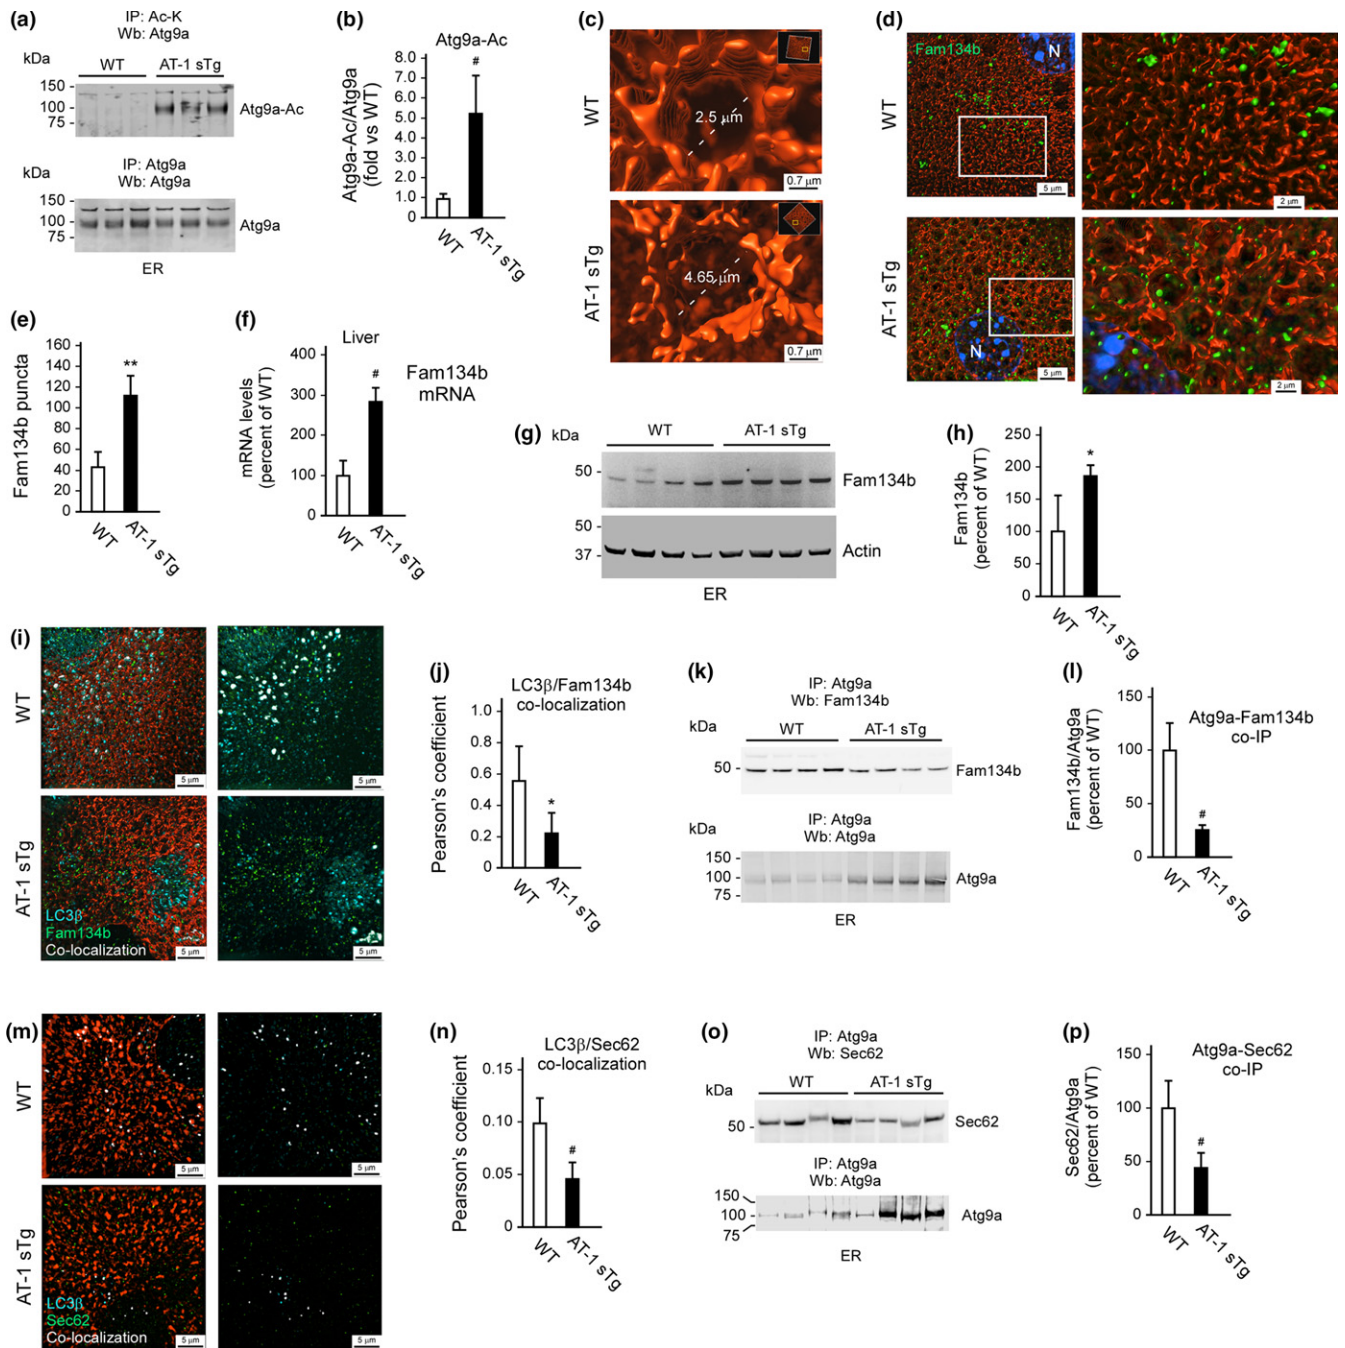 (a)
IP: Ac-K
Wb: Atg9a
kDa
WT
AT-1 sTg
150
100
75
Atg9a-Ac
IP: Atg9a
Wb: Atg9a
150
100
75
Atg9a
ER
(b)
Atg9a-Ac
Atg9a-Ac/Atg9a
(fold vs WT)
8.0
7.0
6.0
5.0
4.0
3.0
2.0
1.0
0
#
WT
AT-1 sTg
(c)
WT
2.5 µm
0.7 µm
AT-1 sTg
4.65 µm
0.7 µm
(d)
Fam134b
N
WT
5 µm
2 µm
AT-1 sTg
N
5 µm
2 µm
(e)
Fam134b puncta
160
140
120
100
80
60
40
20
0
**
WT
AT-1 sTg
(f)
Liver
Fam134b
mRNA
mRNA levels
(percent of WT)
400
300
200
100
0
#
WT
AT-1 sTg
(g)
kDa
WT
AT-1 sTg
50
Fam134b
50
37
Actin
ER
(h)
Fam134b
(percent of WT)
250
200
150
100
50
0
*
WT
AT-1 sTg
(i)
WT
5 µm
5 µm
AT-1 sTg
LC3β
Fam134b
Co-localization
5 µm
5 µm
(j)
LC3β/Fam134b
co-localization
Pearson's coefficient
1.0
0.8
0.6
0.4
0.2
0
*
WT
AT-1 sTg
(k)
IP: Atg9a
Wb: Fam134b
kDa
WT
AT-1 sTg
50
Fam134b
IP: Atg9a
Wb: Atg9a
kDa
150
100
75
Atg9a
ER
(l)
Atg9a-Fam134b
co-IP
Fam134b/Atg9a
(percent of WT)
150
100
50
0
#
WT
AT-1 sTg
(m)
WT
5 µm
5 µm
AT-1 sTg
LC3β
Sec62
Co-localization
5 µm
5 µm
(n)
LC3β/Sec62
co-localization
Pearson's coefficient
0.15
0.10
0.05
0
#
WT
AT-1 sTg
(o)
IP: Atg9a
Wb: Sec62
kDa
WT
AT-1 sTg
50
Sec62
IP: Atg9a
Wb: Atg9a
150
100
75
Atg9a
ER
(p)
Atg9a-Sec62
co-IP
Sec62/Atg9a
(percent of WT)
150
100
50
0
#
WT
AT-1 sTg